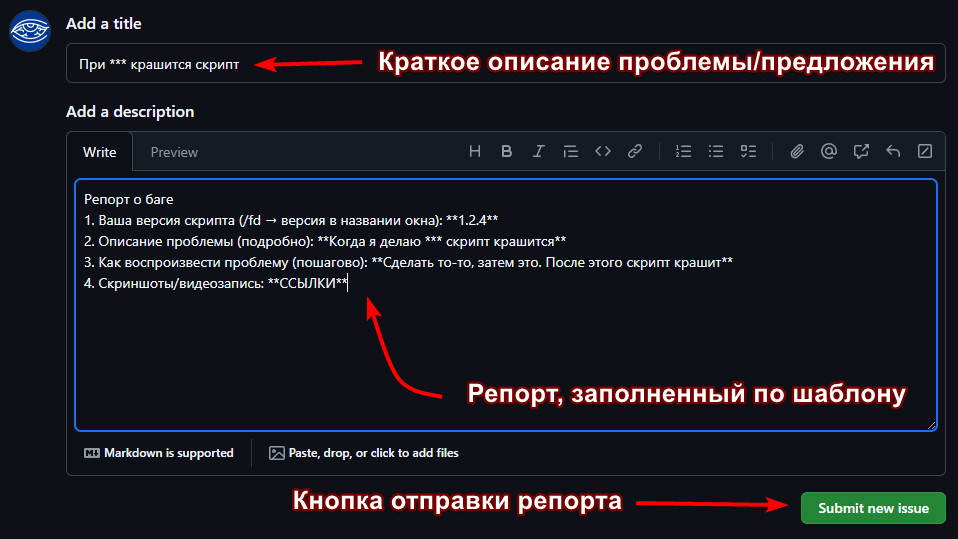 Add a title
При *** крашится скрипт
Краткое описание проблемы/предложения
Add a description
Write Preview
Репорт о баге
1. Ваша версия скрипта (/fd → версия в названии окна): **1.2.4**
2. Описание проблемы (подробно): **Когда я делаю *** скрипт крашится**
3. Как воспроизвести проблему (пошагово): **Сделать то-то, затем это. После этого скрипт крашит**
4. Скриншоты/видеозапись: **ССЫЛКИ**
Репорт, заполненный по шаблону
Markdown is supported
Paste, drop, or click to add files
Кнопка отправки репорта
Submit new issue